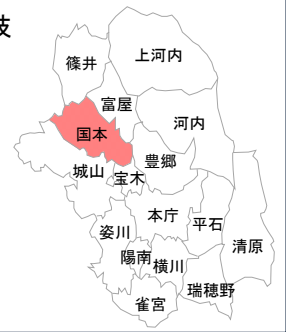 上河内
篠井
富屋
河内
国本
豊郷
城山
宝木
本庁
平石
姿川
清原
陽南
横川
瑞穂野
雀宮